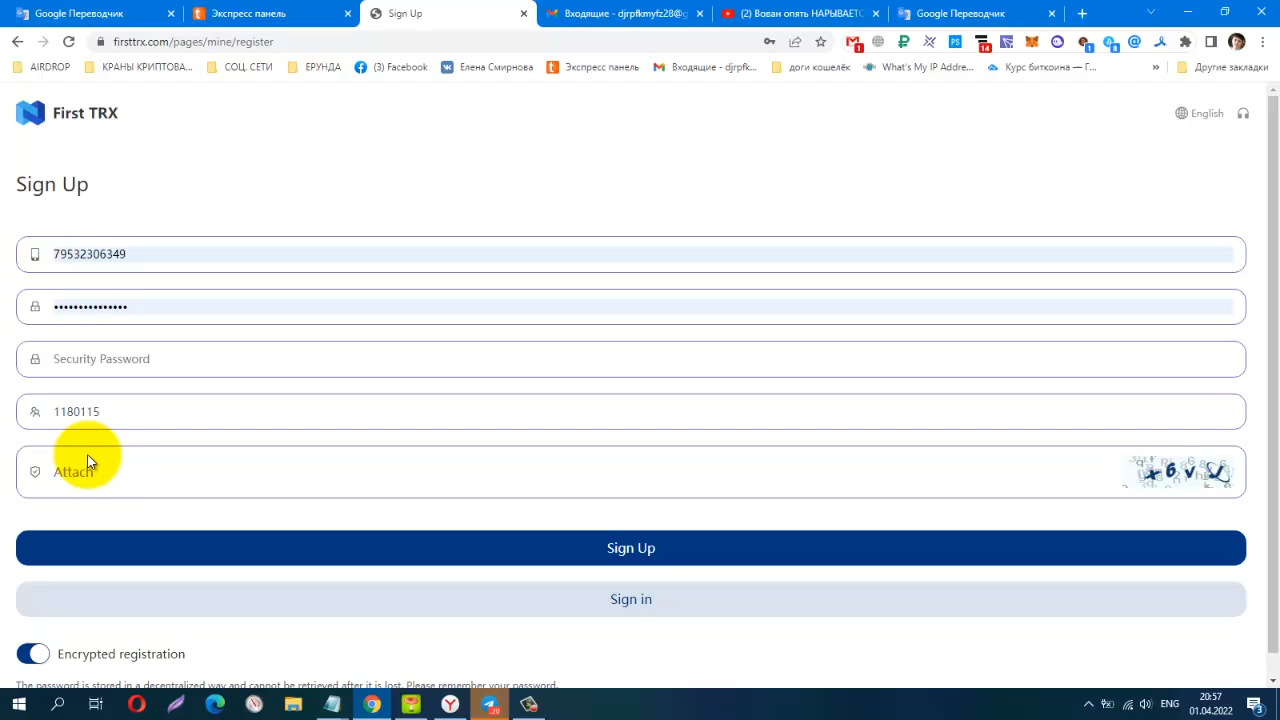 Google Переводчик
Экспресс панель
Sign Up
Входящие - djrpfkmyfz28@g
(2) Вован опять НАРЫВАЕТС
Google Переводчик
firsttrx.com/pages/mine/register
AIRDROP
КРАНЫ КРИПТОВА...
СОЦ. СЕТИ
ЕРУНДА
(3) Facebook
Елена Смирнова
Экспресс панель
Входящие - djrpfk...
доги кошелёк
What's My IP Addre...
Курс биткоина — Г...
»
Другие закладки
First TRX
English
Sign Up
79532306349
•••••••••••••••
Security Password
1180115
Attach
Sign Up
Sign in
Encrypted registration
The password is stored in a decentralized way and cannot be retrieved after it is lost. Please remember your password.
ENG
20:57
01.04.2022